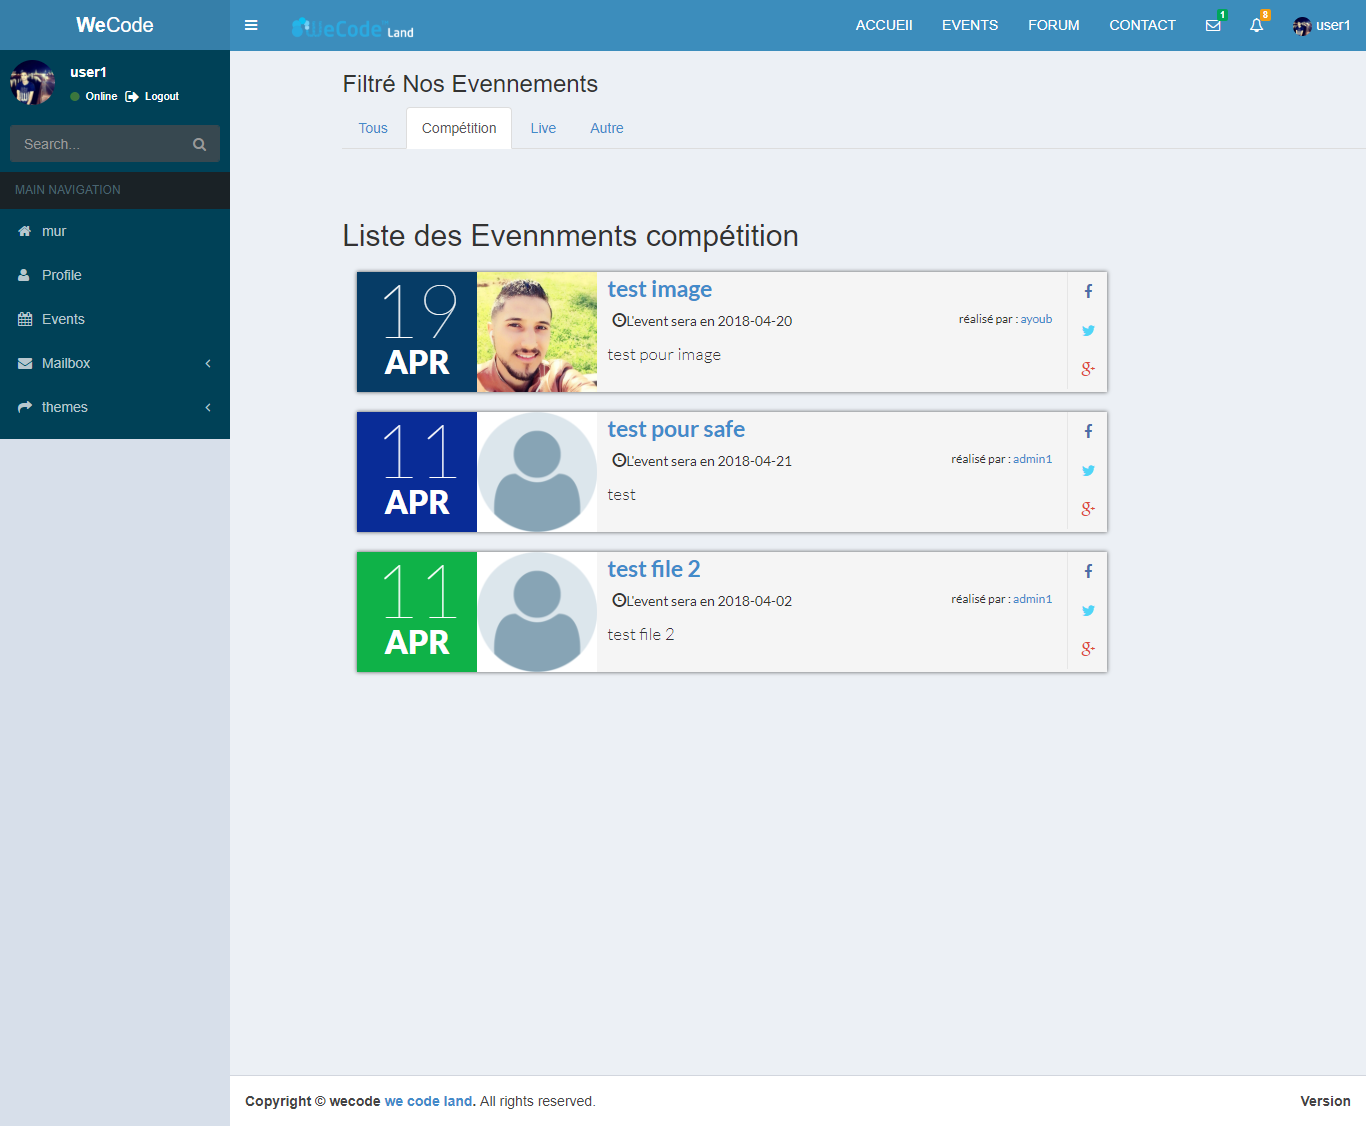 WeCode
WeCode Land
ACCUEIl EVENTS FORUM CONTACT 1 8 user1
user1
Online Logout
Search...
MAIN NAVIGATION
mur
Profile
Events
Mailbox
themes
Filtré Nos Evennements
Tous Compétition Live Autre
Liste des Evennments compétition
19
APR
test image
L'event sera en 2018-04-20
réalisé par : ayoub
test pour image
11
APR
test pour safe
L'event sera en 2018-04-21
réalisé par : admin1
test
11
APR
test file 2
L'event sera en 2018-04-02
réalisé par : admin1
test file 2
Copyright © wecode we code land. All rights reserved.
Version